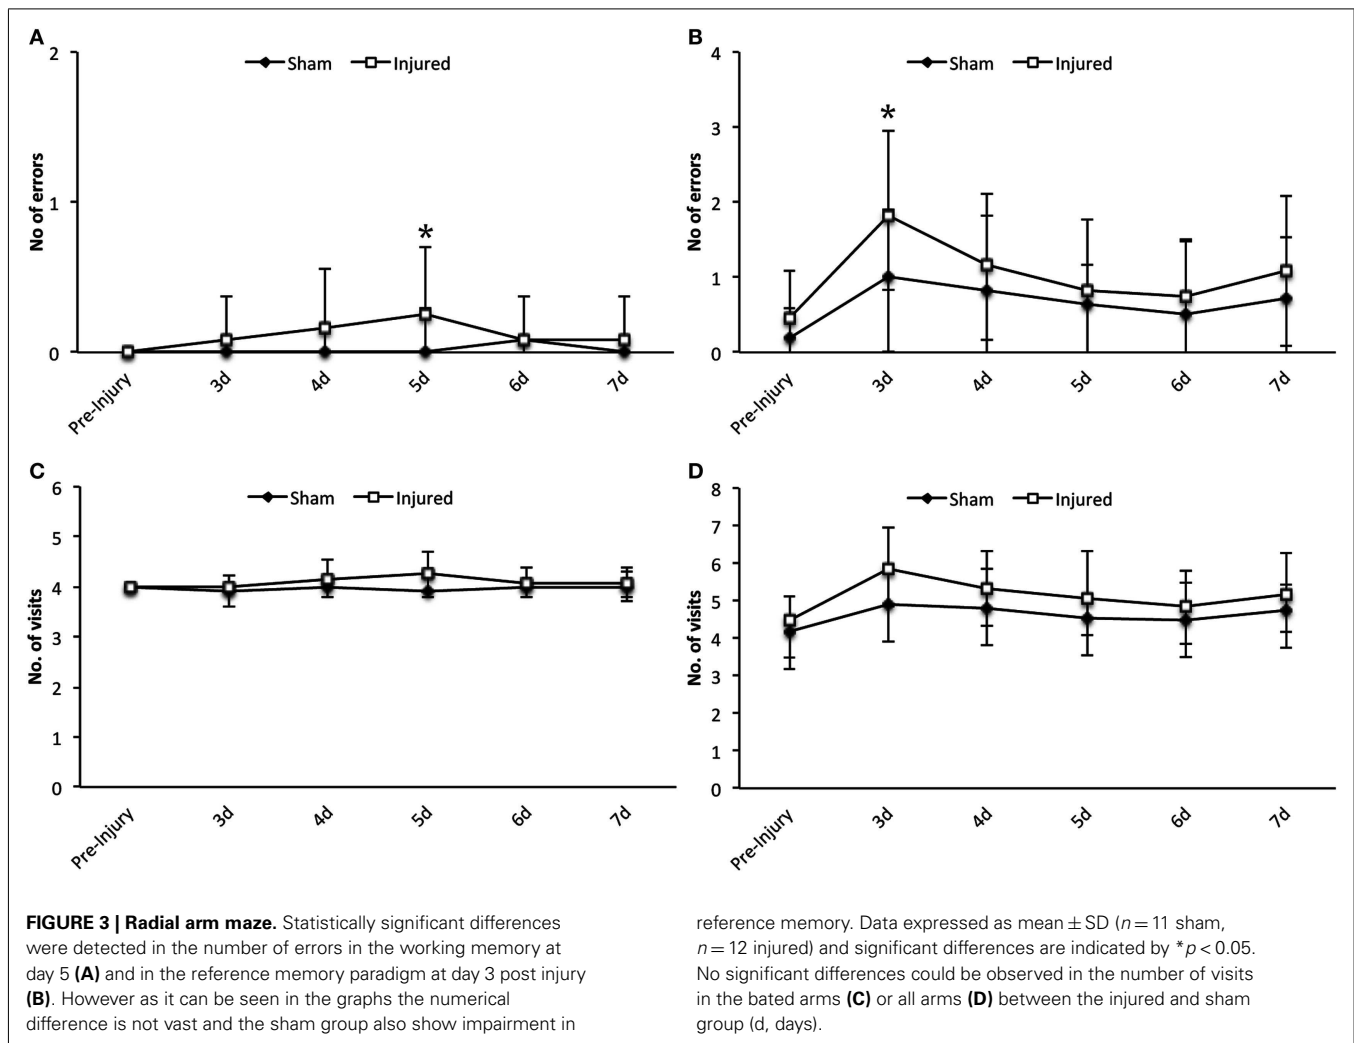 A
2
1
0
No of errors
Sham Injured
*
Pre-Injury 3d 4d 5d 6d 7d
B
4
3
2
1
0
No of errors
Sham Injured
*
Pre-Injury 3d 4d 5d 6d 7d
C
6
5
4
3
2
1
0
No. of visits
Sham Injured
Pre-Injury 3d 4d 5d 6d 7d
D
8
7
6
5
4
3
2
1
0
No. of visits
Sham Injured
Pre-Injury 3d 4d 5d 6d 7d
FIGURE 3 | Radial arm maze. Statistically significant differences
were detected in the number of errors in the working memory at
day 5 (A) and in the reference memory paradigm at day 3 post injury
(B). However as it can be seen in the graphs the numerical
difference is not vast and the sham group also show impairment in
reference memory. Data expressed as mean ± SD (n = 11 sham,
n = 12 injured) and significant differences are indicated by *p < 0.05.
No significant differences could be observed in the number of visits
in the bated arms (C) or all arms (D) between the injured and sham
group (d, days).